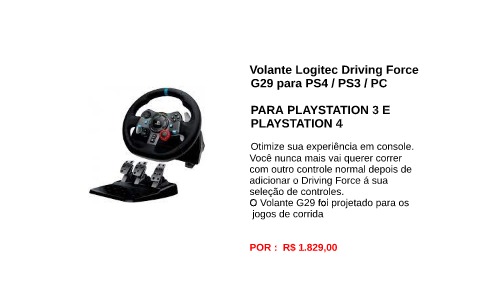 Volante Logitec Driving Force
G29 para PS4 / PS3 / PC
PARA PLAYSTATION 3 E
PLAYSTATION 4
Otimize sua experiência em console.
Você nunca mais vai querer correr
com outro controle normal depois de
adicionar o Driving Force á sua
seleção de controles.
O Volante G29 foi projetado para os
jogos de corrida
POR : R$ 1.829,00